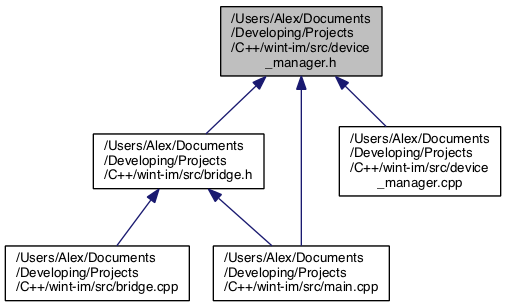 /Users/Alex/Documents
/Developing/Projects
/C++/wint-im/src/device
_manager.h
/Users/Alex/Documents
/Developing/Projects
/C++/wint-im/src/bridge.h
/Users/Alex/Documents
/Developing/Projects
/C++/wint-im/src/device
_manager.cpp
/Users/Alex/Documents
/Developing/Projects
/C++/wint-im/src/bridge.cpp
/Users/Alex/Documents
/Developing/Projects
/C++/wint-im/src/main.cpp